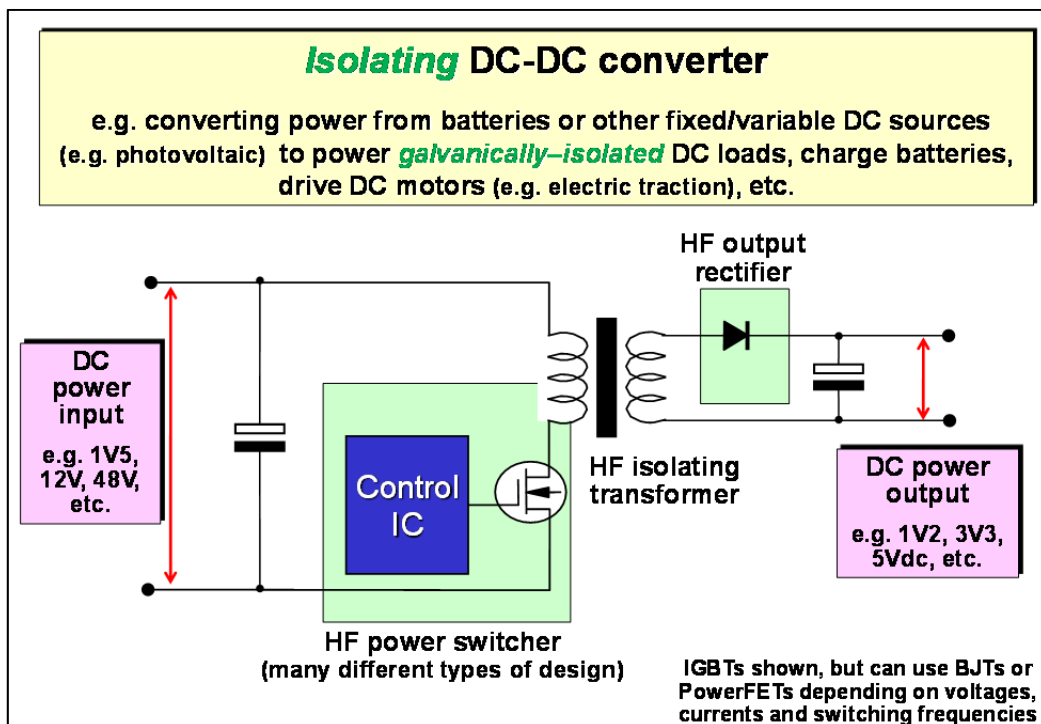 Isolating DC-DC converter
e.g. converting power from batteries or other fixed/variable DC sources
(e.g. photovoltaic) to power galvanically–isolated DC loads, charge batteries,
drive DC motors (e.g. electric traction), etc.
HF output
rectifier
DC
power
input
e.g. 1V5,
12V, 48V,
etc.
Control
IC
HF isolating
transformer
DC power
output
e.g. 1V2, 3V3,
5Vdc, etc.
HF power switcher
(many different types of design)
IGBTs shown, but can use BJTs or
PowerFETs depending on voltages,
currents and switching frequencies